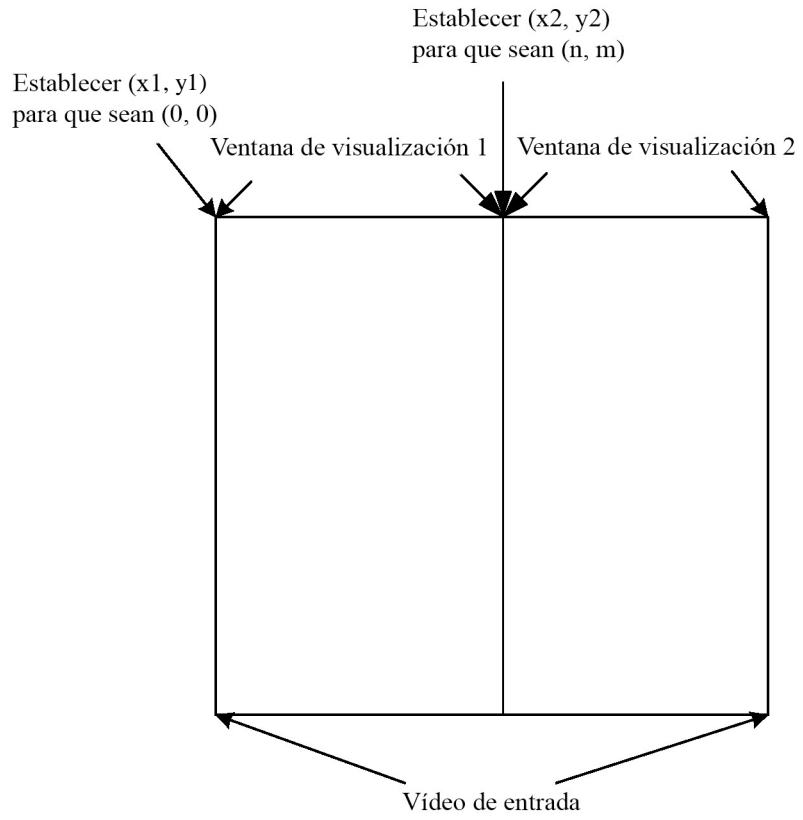 Establecer (x2, y2)
para que sean (n, m)
Establecer (x1, y1)
para que sean (0, 0)
Ventana de visualización 1
Ventana de visualización 2
Vídeo de entrada